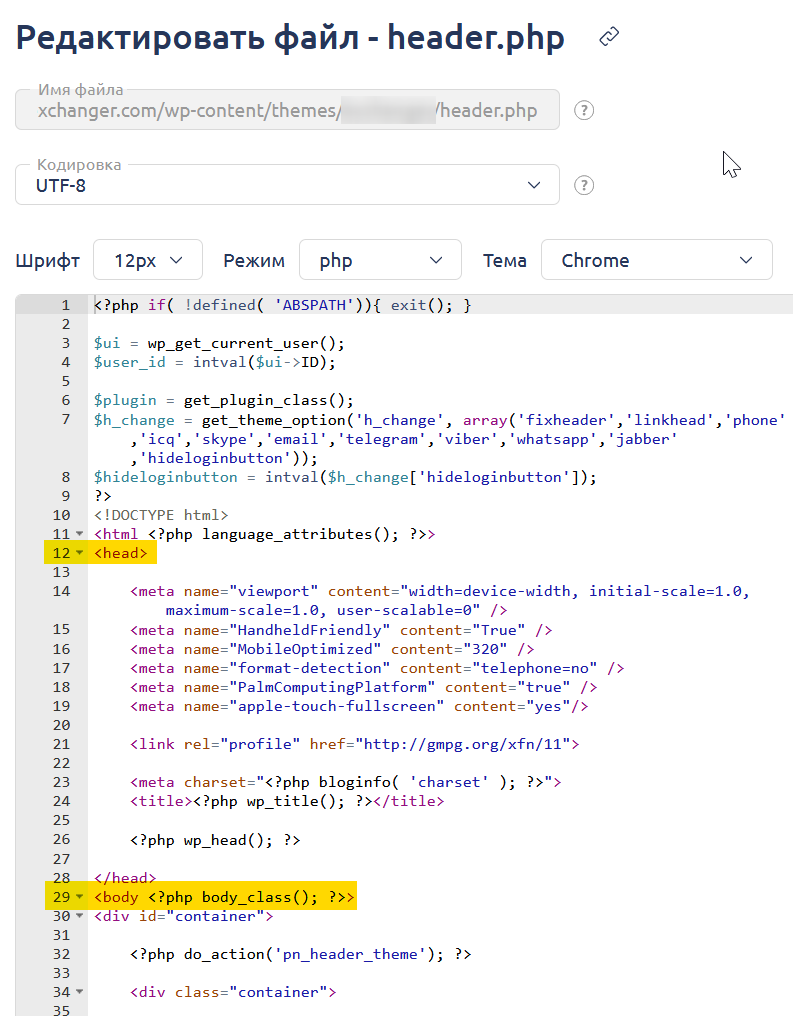 Редактировать файл - header.php
Имя файла
xchanger.com/wp-content/themes/ /header.php
?
Кодировка
UTF-8
?
Шрифт 12px Режим php Тема Chrome
1 <?php if( !defined( 'ABSPATH')){ exit(); }
2
3 $ui = wp_get_current_user();
4 $user_id = intval($ui->ID);
5
6 $plugin = get_plugin_class();
7 $h_change = get_theme_option('h_change', array('fixheader','linkhead','phone'
,'icq','skype','email','telegram','viber','whatsapp','jabber'
,'hideloginbutton'));
8 $hideloginbutton = intval($h_change['hideloginbutton']);
9 ?>
10 <!DOCTYPE html>
11 <html <?php language_attributes(); ?>>
12 <head>
13
14 <meta name="viewport" content="width=device-width, initial-scale=1.0,
maximum-scale=1.0, user-scalable=0" />
15 <meta name="HandheldFriendly" content="True" />
16 <meta name="MobileOptimized" content="320" />
17 <meta name="format-detection" content="telephone=no" />
18 <meta name="PalmComputingPlatform" content="true" />
19 <meta name="apple-touch-fullscreen" content="yes"/>
20
21 <link rel="profile" href="http://gmpg.org/xfn/11">
22
23 <meta charset="<?php bloginfo( 'charset' ); ?>">
24 <title><?php wp_title(); ?></title>
25
26 <?php wp_head(); ?>
27
28 </head>
29 <body <?php body_class(); ?>>
30 <div id="container">
31
32 <?php do_action('pn_header_theme'); ?>
33
34 <div class="container">
35